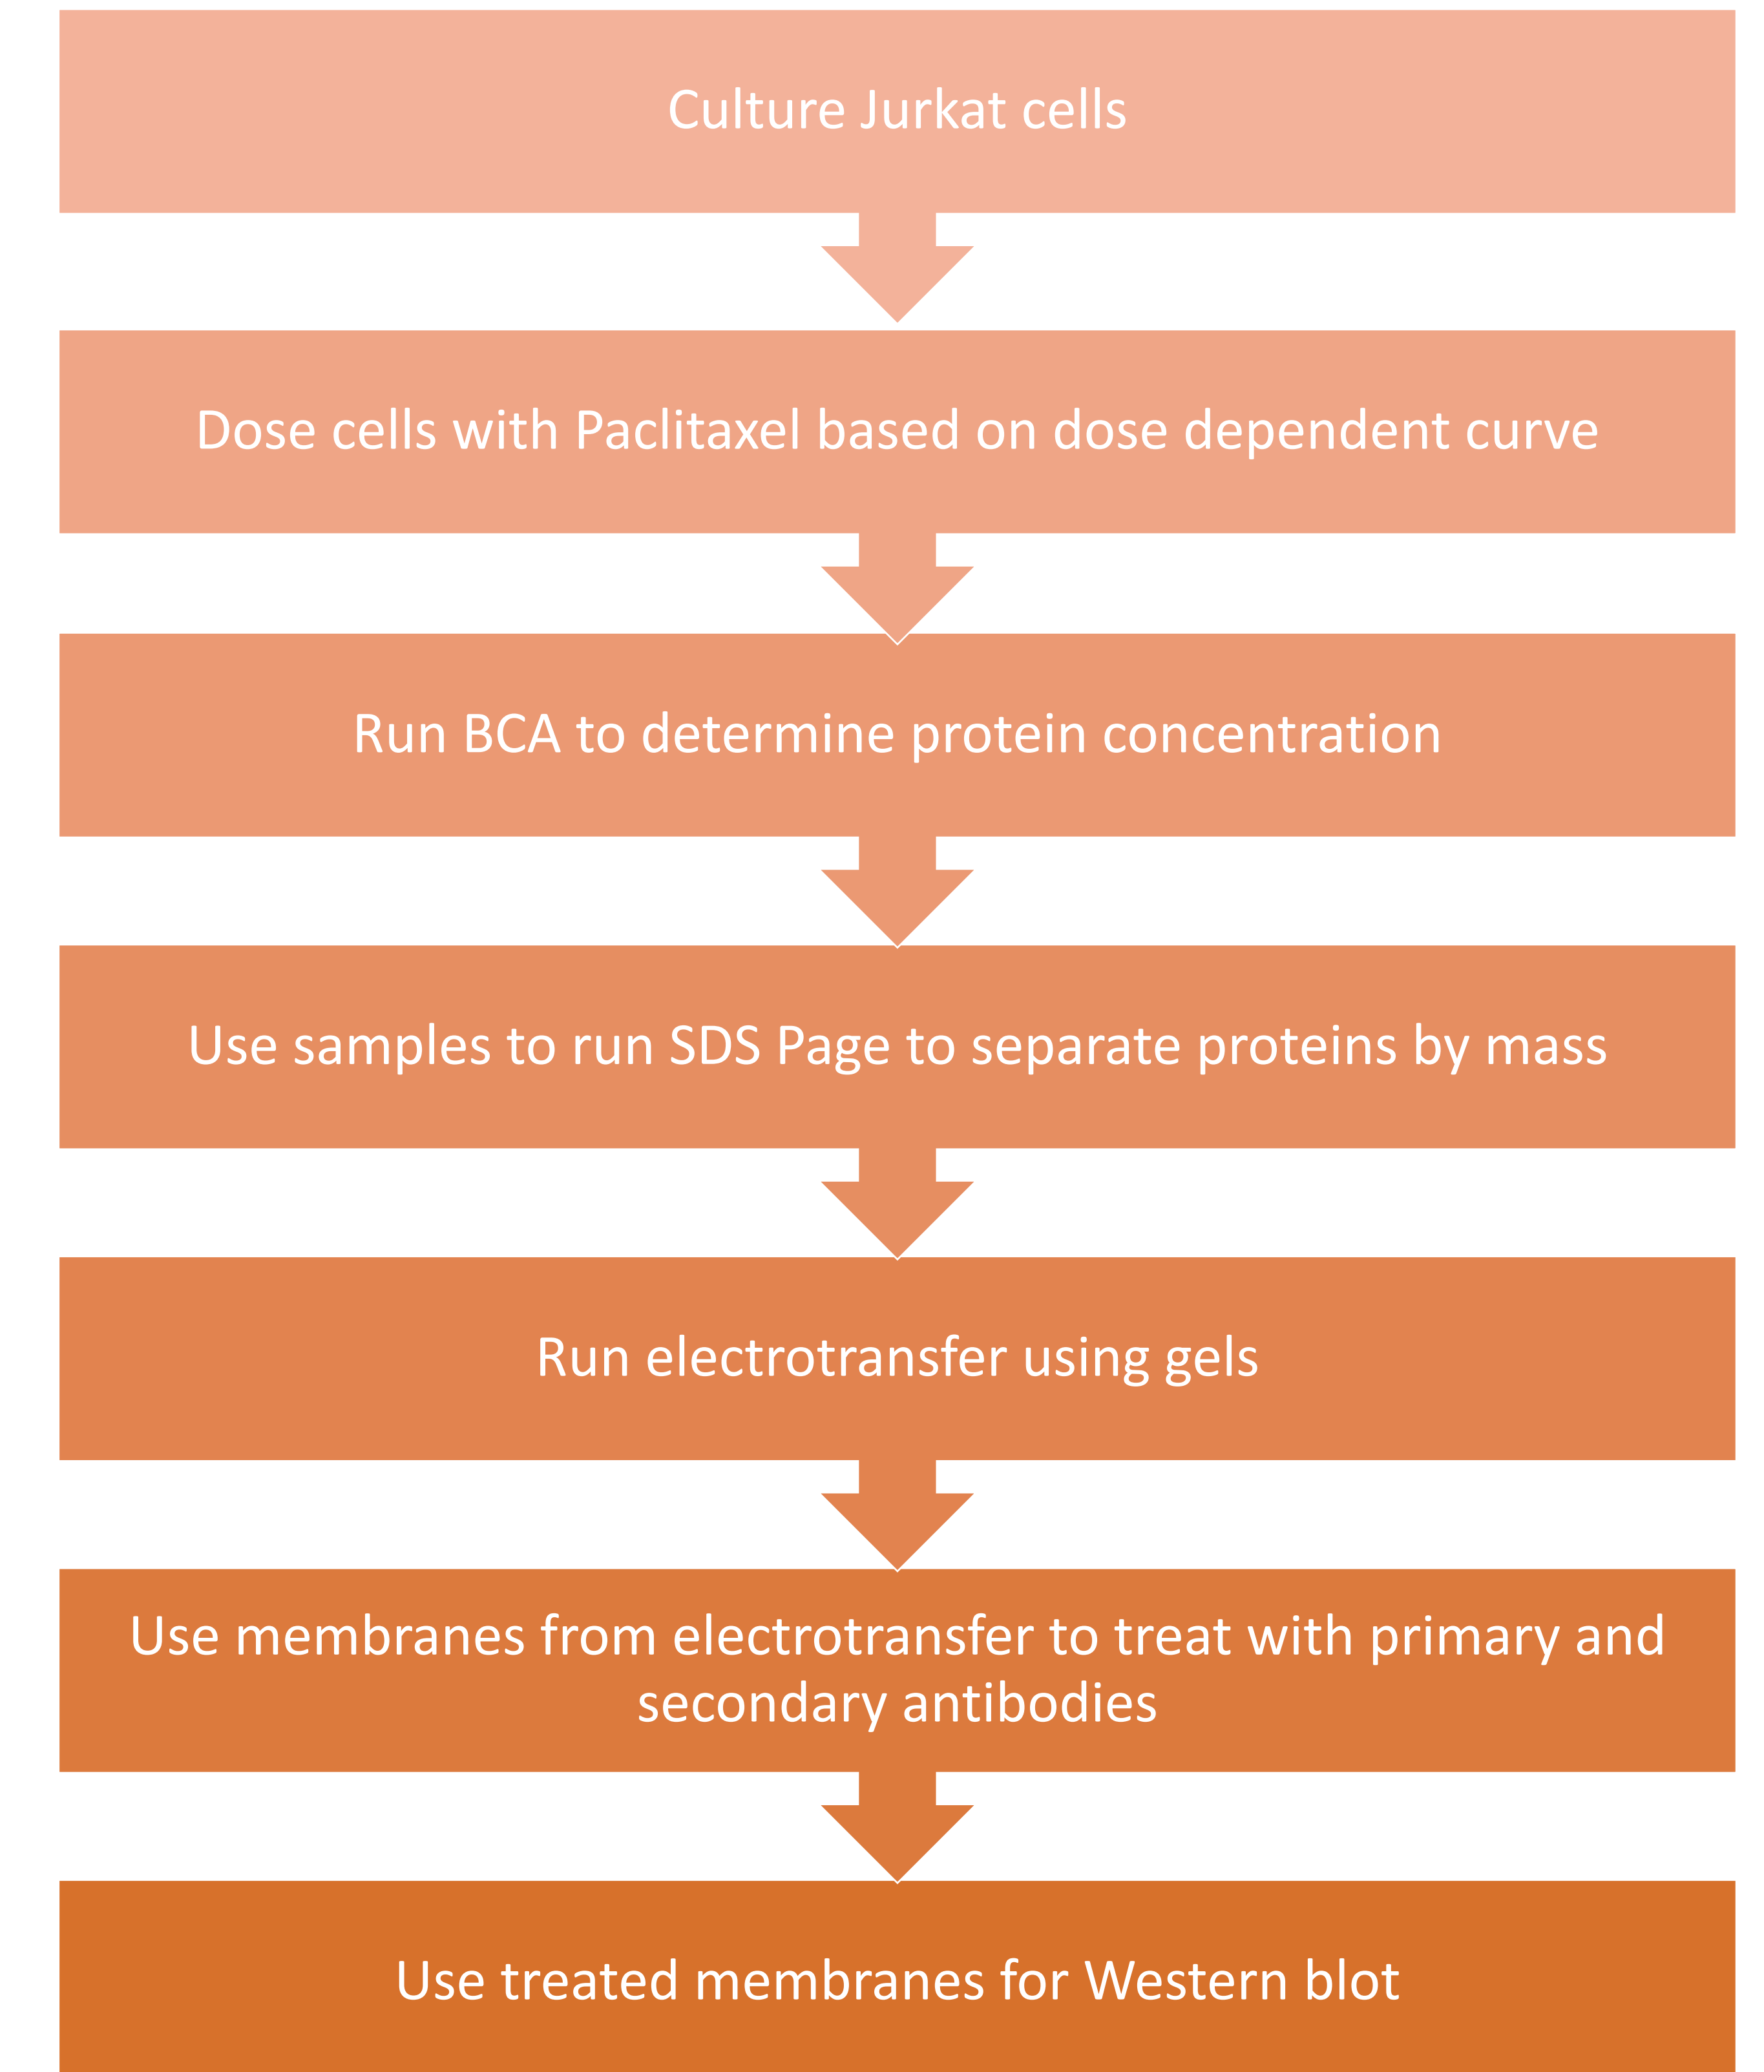 Culture Jurkat cells
Dose cells with Paclitaxel based on dose dependent curve
Run BCA to determine protein concentration
Use samples to run SDS Page to separate proteins by mass
Run electrotransfer using gels
Use membranes from electrotransfer to treat with primary and
secondary antibodies
Use treated membranes for Western blot